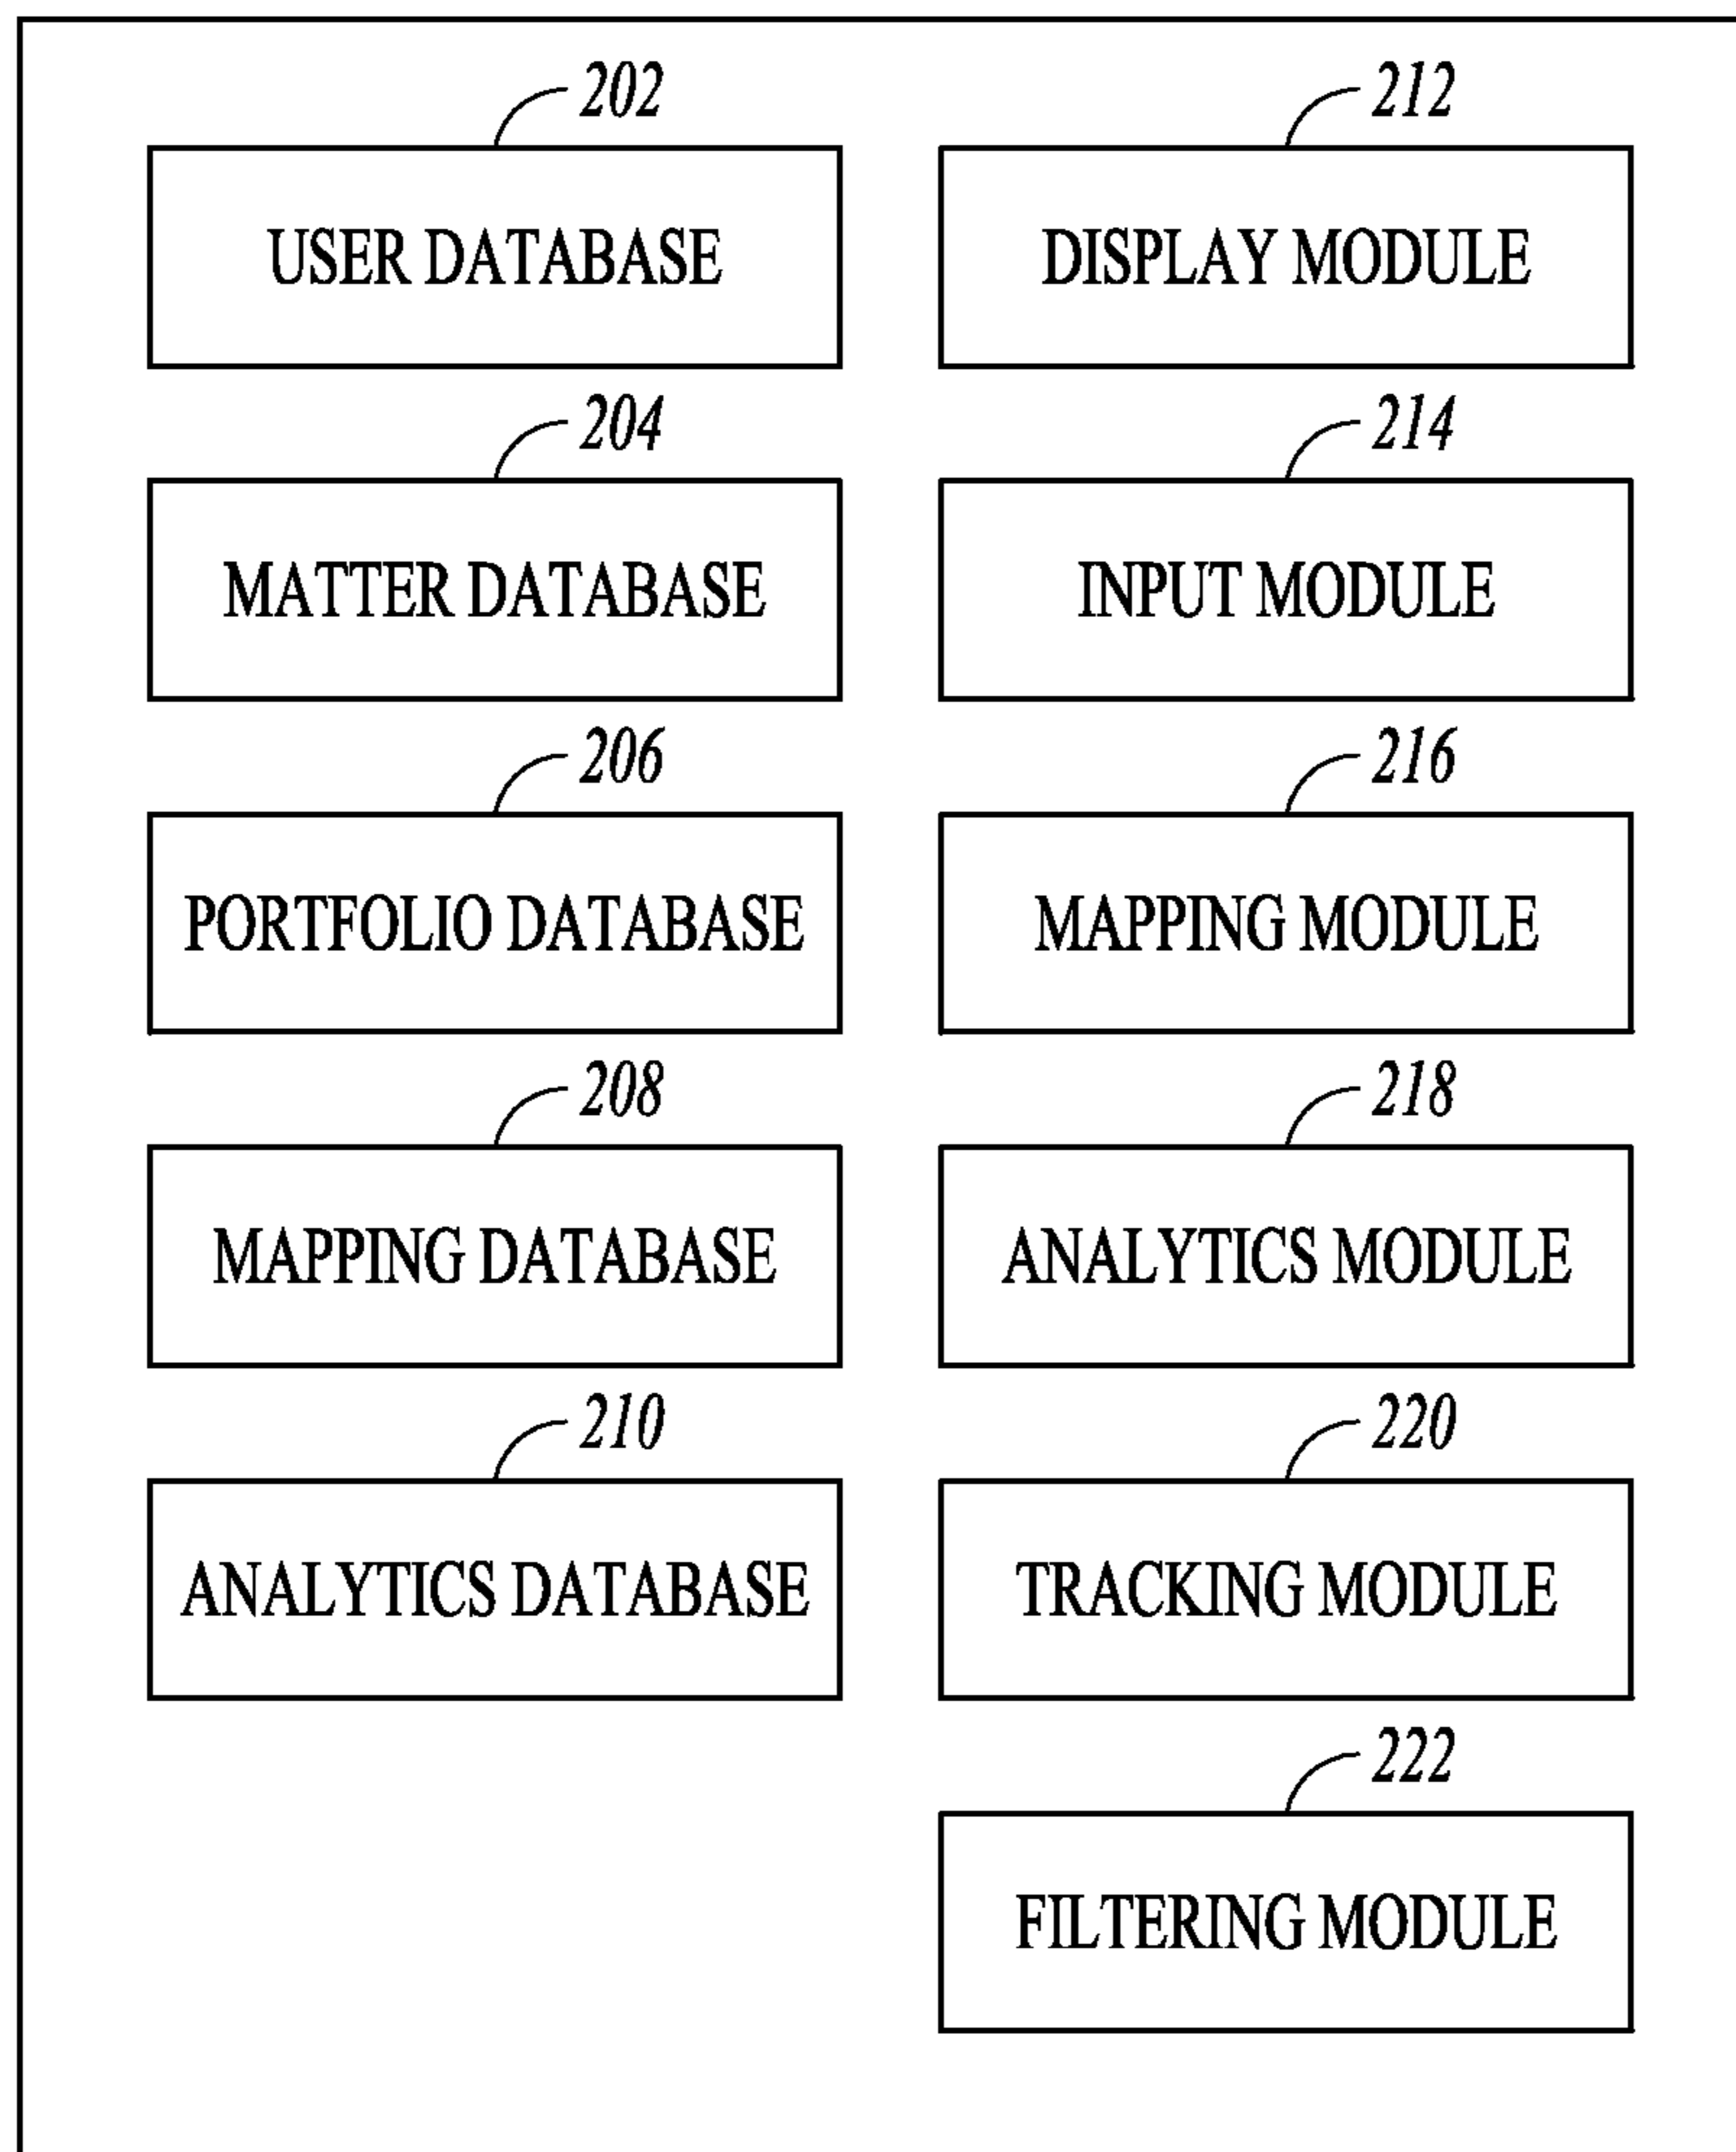 202
USER DATABASE
204
MATTER DATABASE
206
PORTFOLIO DATABASE
208
MAPPING DATABASE
210
ANALYTICS DATABASE
212
DISPLAY MODULE
214
INPUT MODULE
216
MAPPING MODULE
218
ANALYTICS MODULE
220
TRACKING MODULE
222
FILTERING MODULE